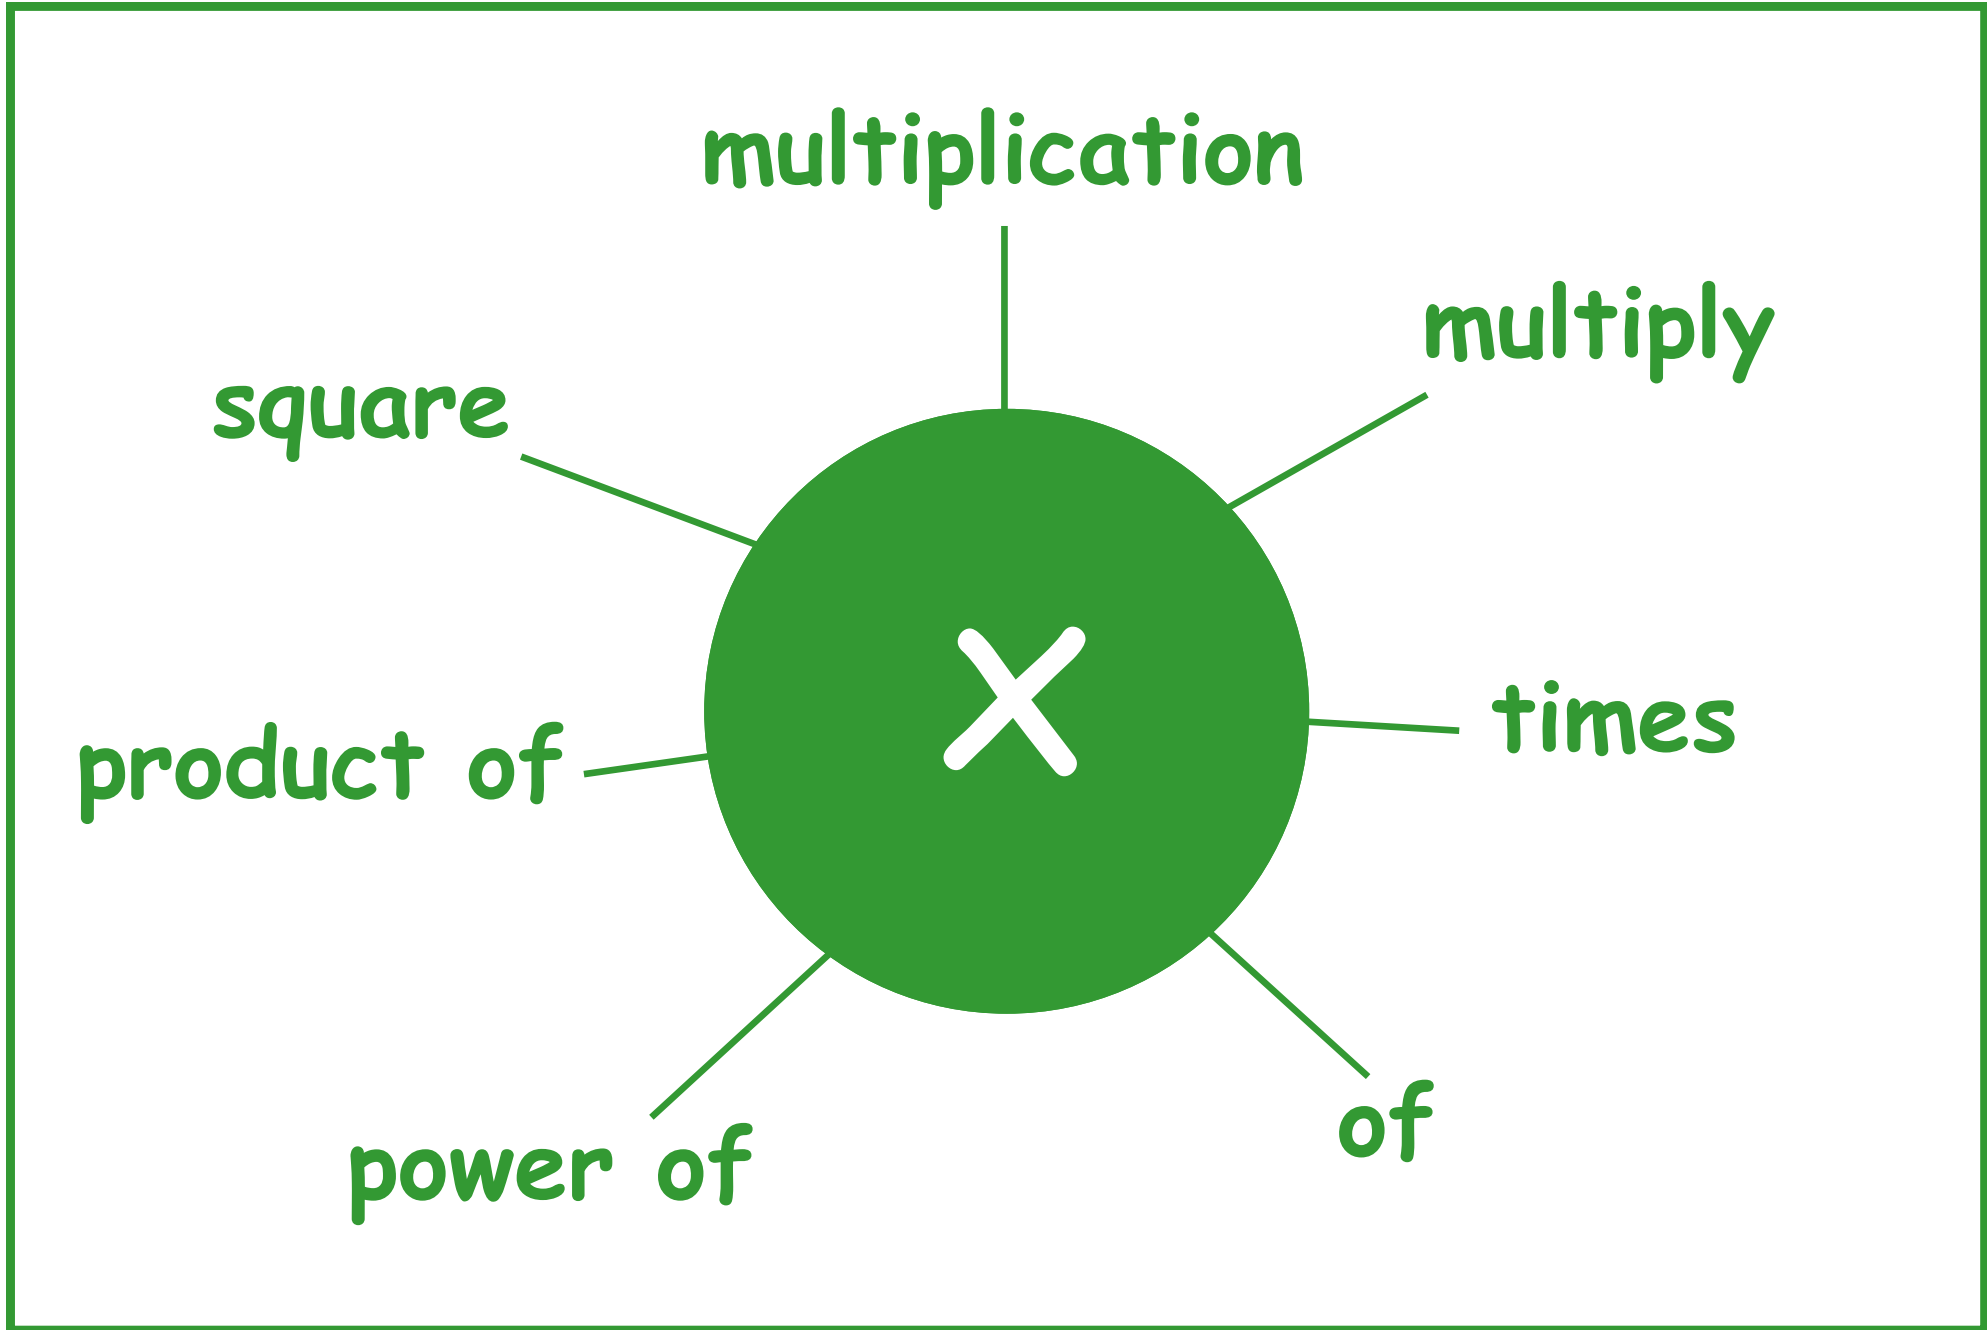 multiplication
multiply
square
×
times
product of
of
power of